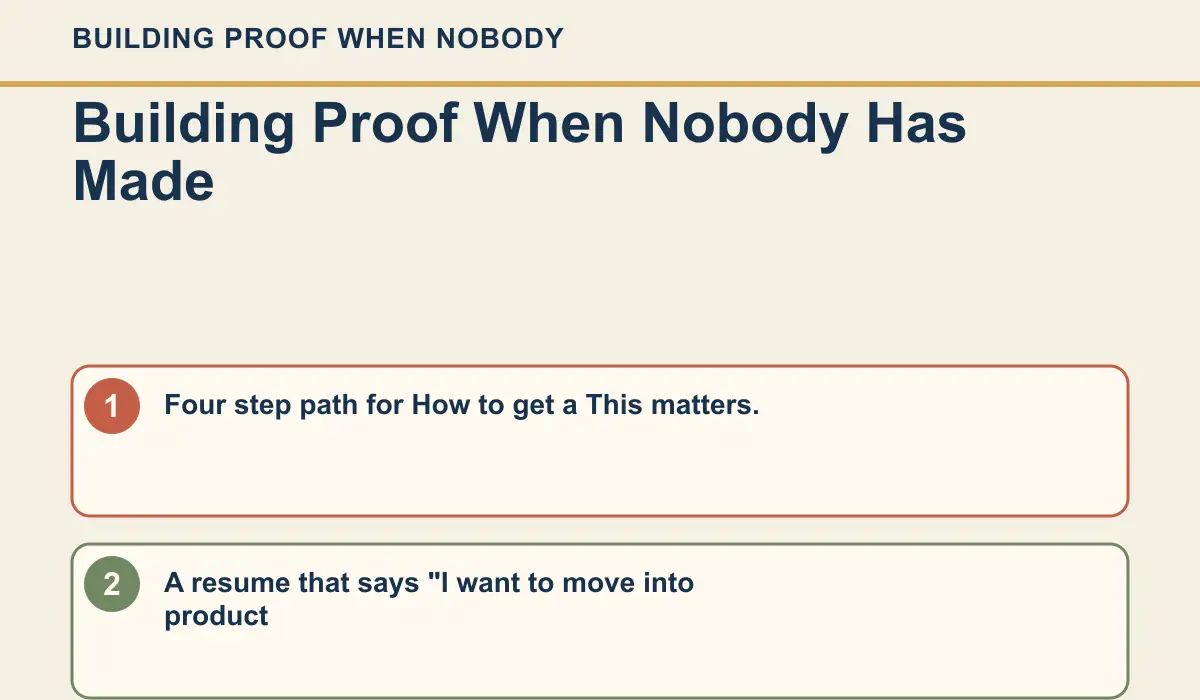 BUILDING PROOF WHEN NOBODY
Building Proof When Nobody Has
Made
1
Four step path for How to get a This matters.
2
A resume that says "I want to move into
product